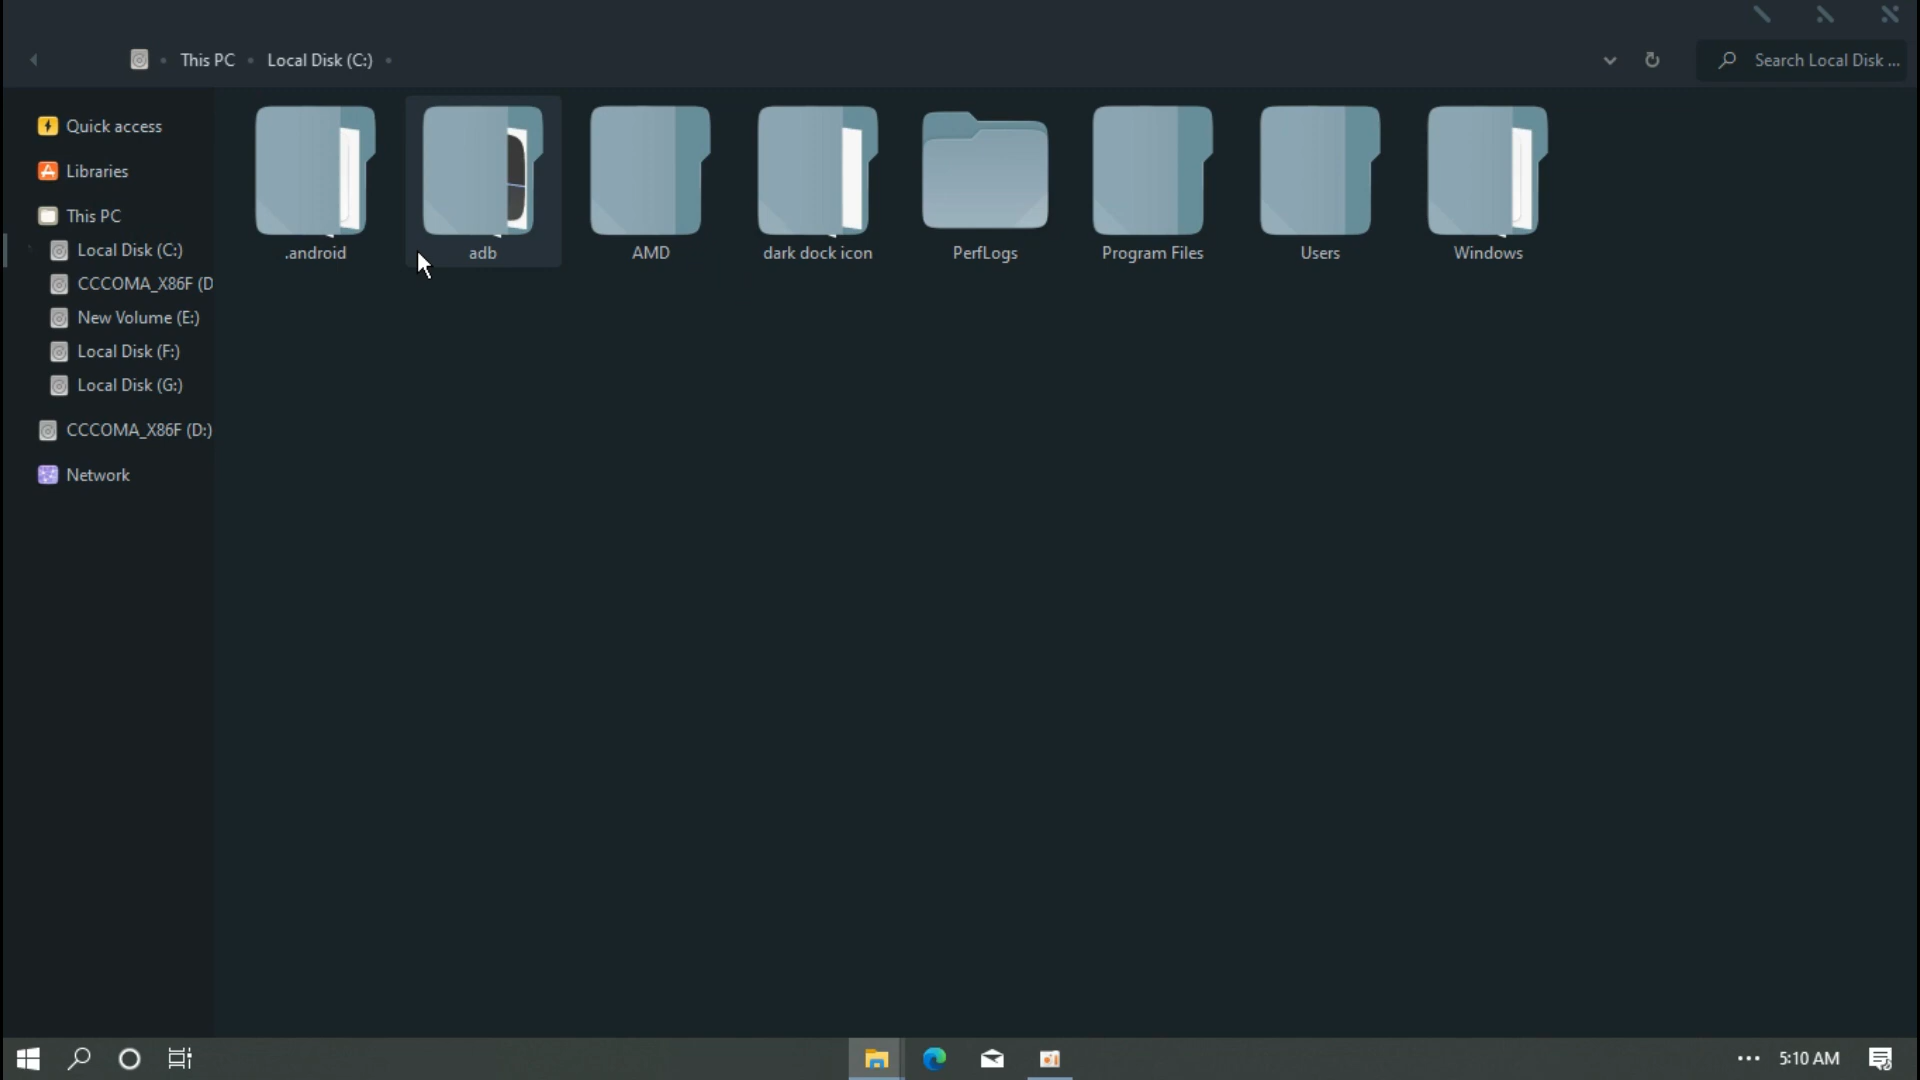 This PC
Local Disk (C:)
Search Local Disk ...
Quick access
Libraries
This PC
Local Disk (C:)
CCCOMA_X86F (D
New Volume (E:)
Local Disk (F:)
Local Disk (G:)
CCCOMA_X86F (D:)
Network
.android
adb
AMD
dark dock icon
PerfLogs
Program Files
Users
Windows
5:10 AM